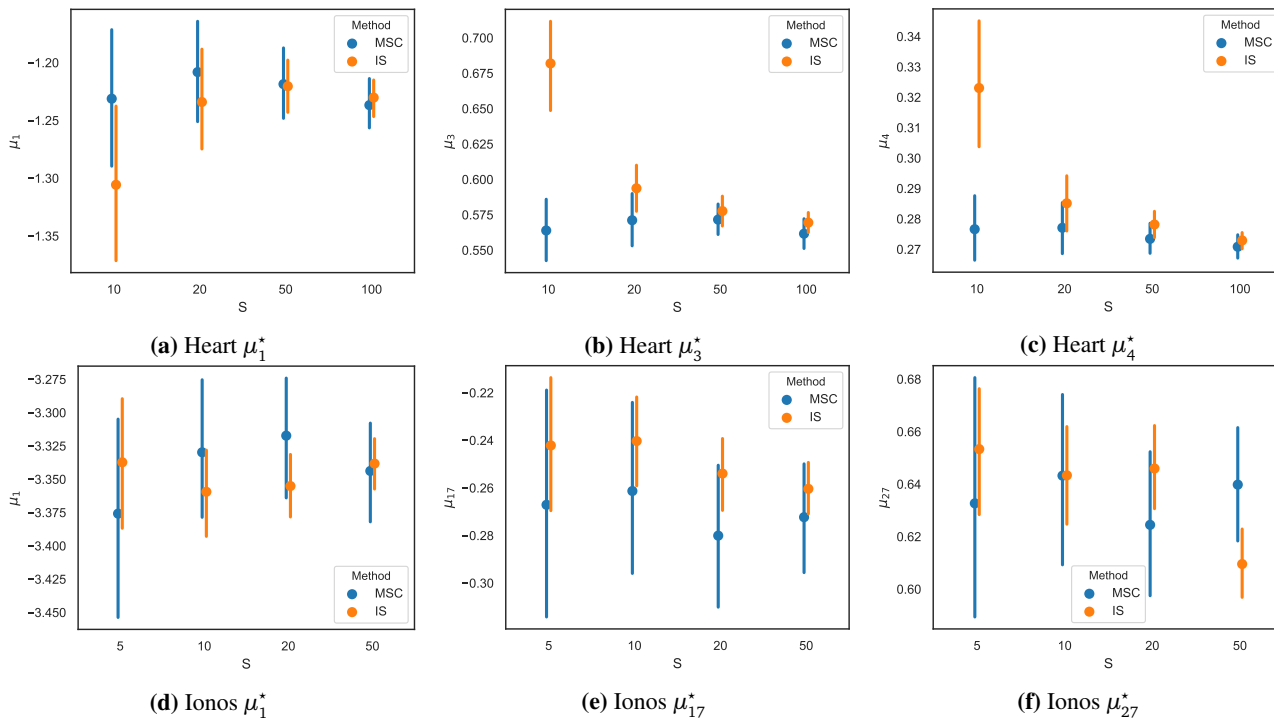 Method
MSC
IS
−1.20
−1.25
−1.30
−1.35
μ1
10 20 50 100
S
(a) Heart μ⋆1
Method
MSC
IS
0.700
0.675
0.650
0.625
0.600
0.575
0.550
μ3
10 20 50 100
S
(b) Heart μ⋆3
Method
MSC
IS
0.34
0.33
0.32
0.31
0.30
0.29
0.28
0.27
μ4
10 20 50 100
S
(c) Heart μ⋆4
−3.275
−3.300
−3.325
−3.350
−3.375
−3.400
−3.425
−3.450
μ1
Method
MSC
IS
5 10 20 50
S
(d) Ionos μ⋆1
Method
MSC
IS
−0.22
−0.24
−0.26
−0.28
−0.30
μ17
5 10 20 50
S
(e) Ionos μ⋆17
0.68
0.66
0.64
0.62
0.60
μ27
Method
MSC
IS
5 10 20 50
S
(f) Ionos μ⋆27